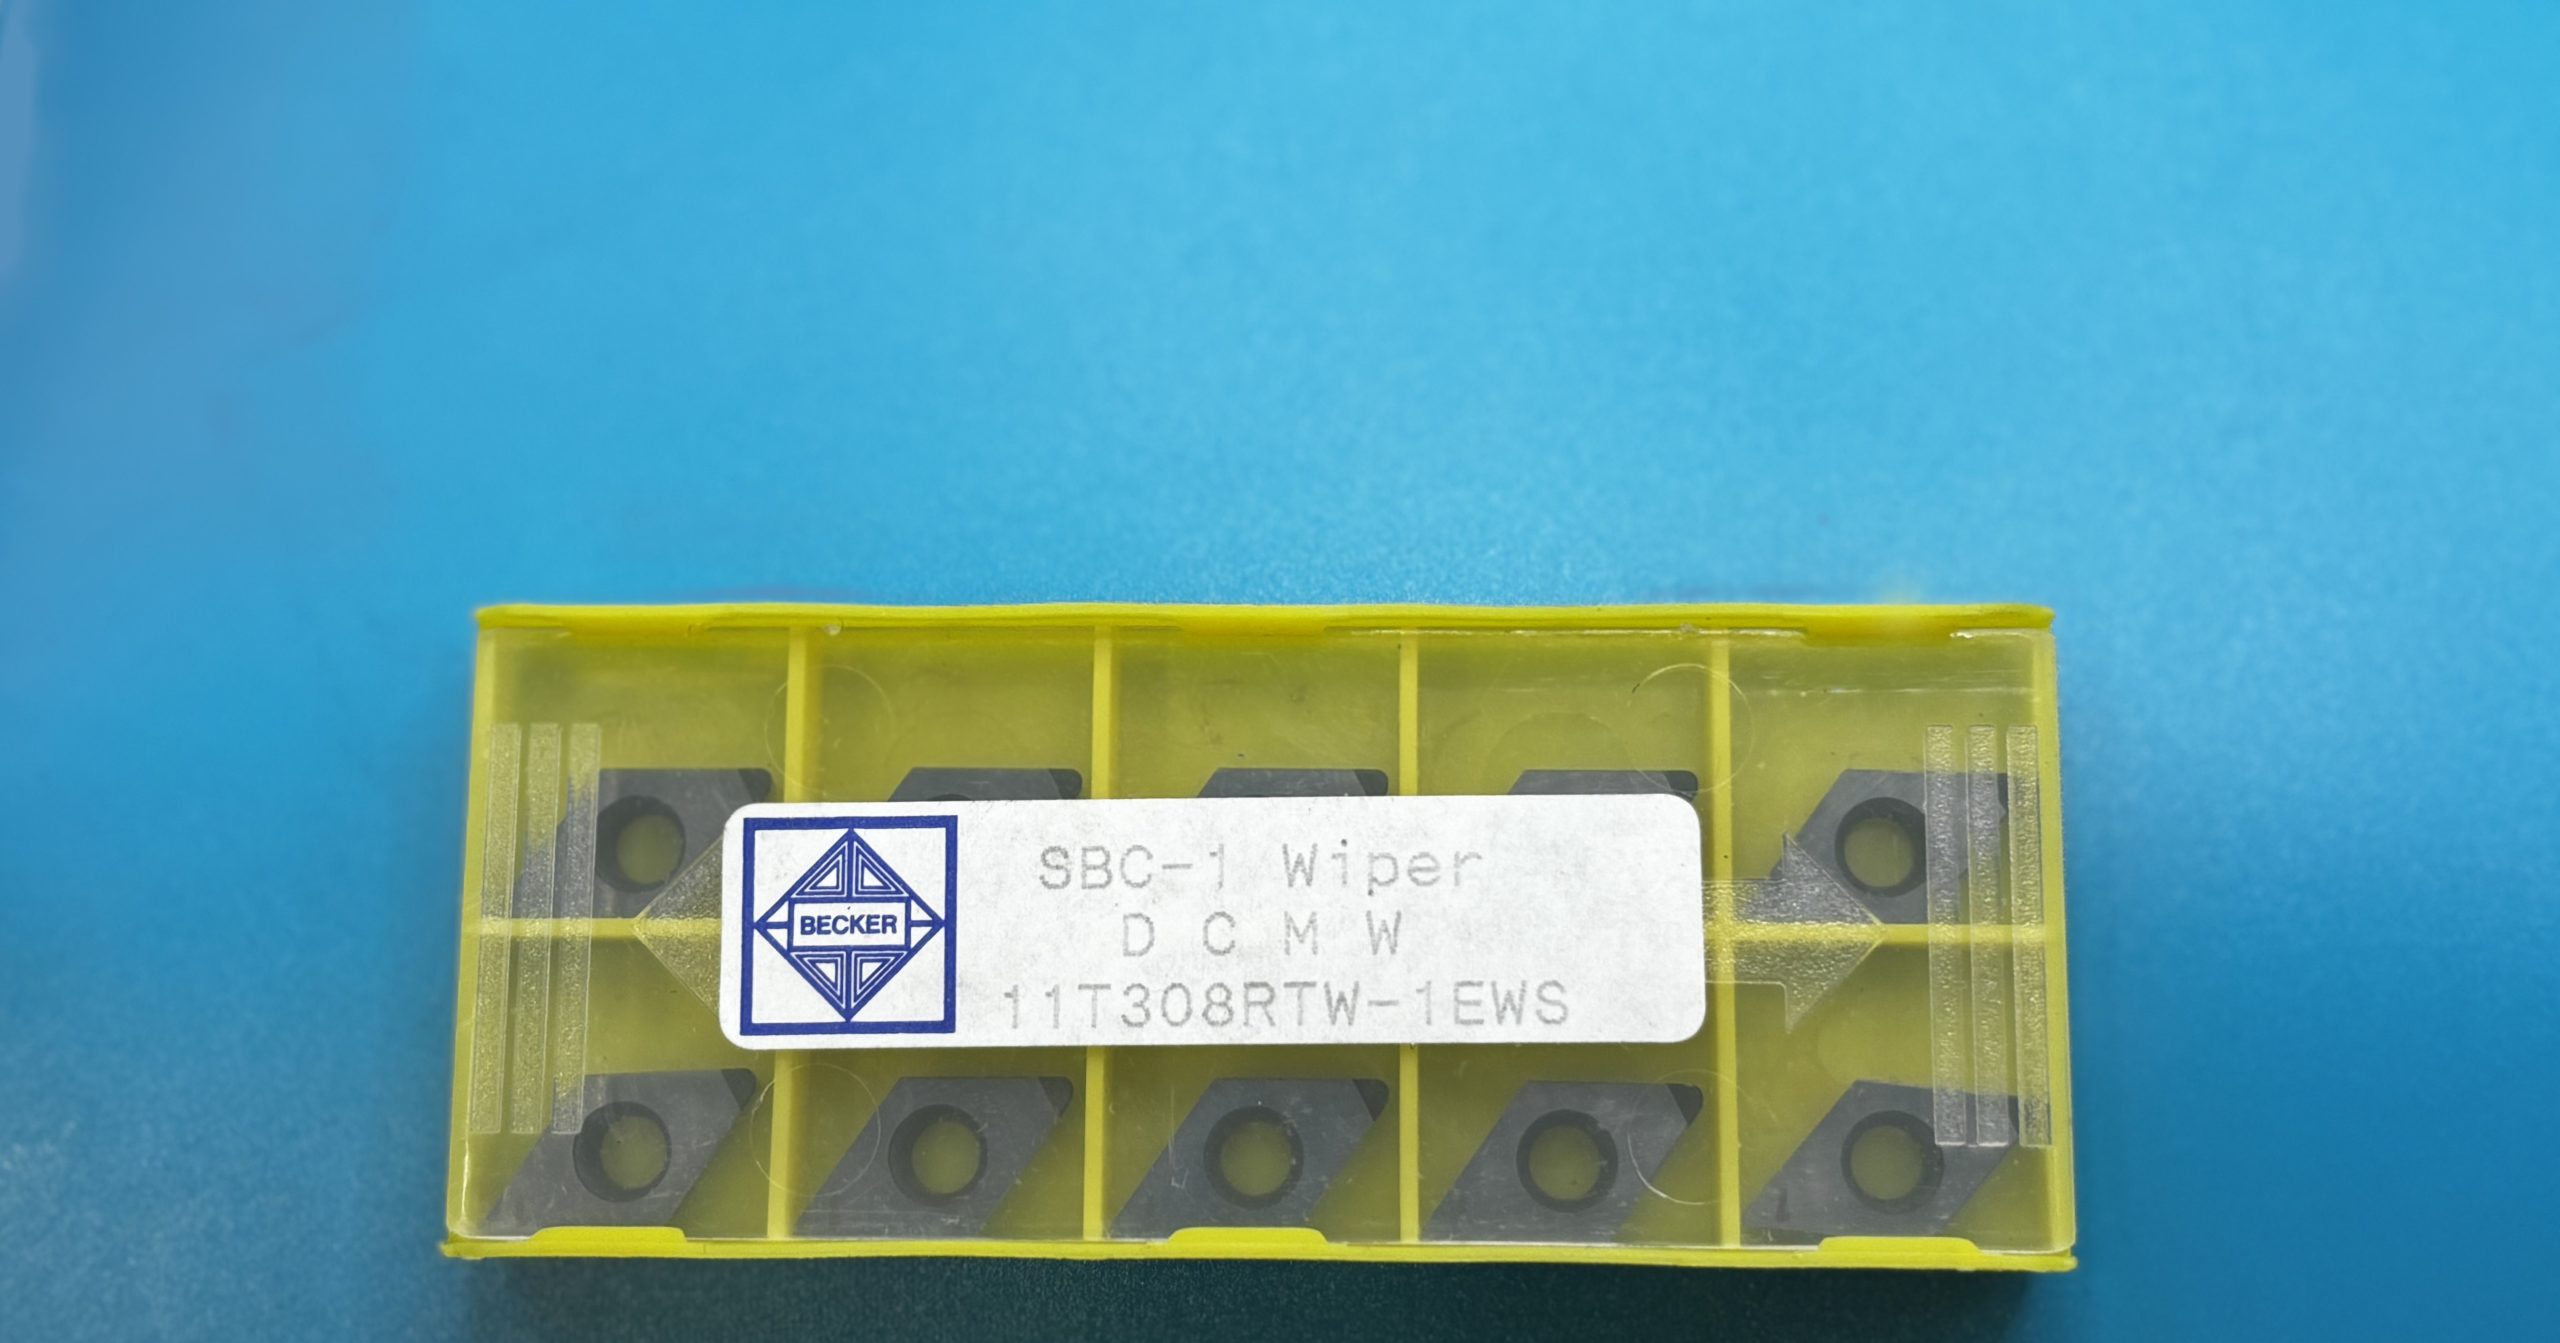 BECKER
SBC-1 Wiper
D C M W
11T308RTW-1EWS